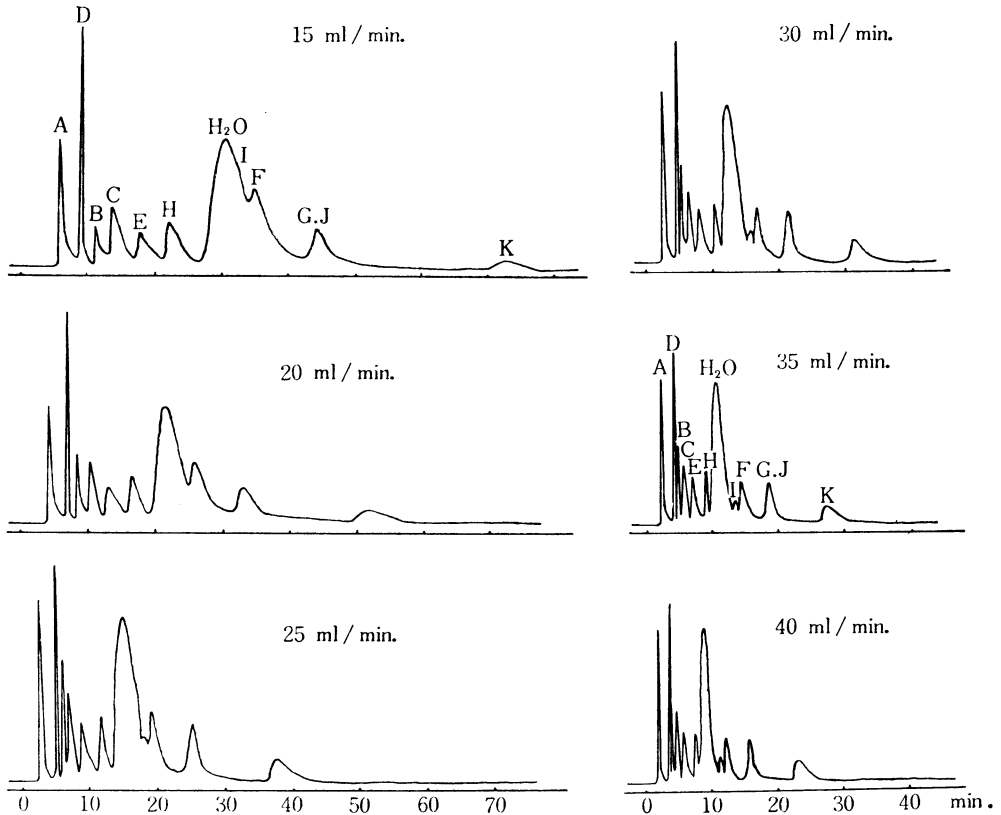 15 ml/min.
D
A
H₂O
I
F
C
B
E
H
G.J
K
30 ml/min.
20 ml/min.
35 ml/min.
D
A
H₂O
B
C
E
H
I
F
G.J
K
25 ml/min.
0 10 20 30 40 50 60 70
40 ml/min.
0 10 20 30 40 min.